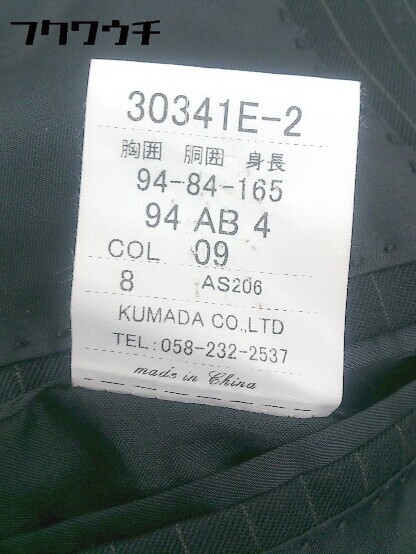 フクワウチ
30341E-2
胸囲 胴囲 身長
94-84-165
94 AB 4
COL 09
8 AS206
KUMADA CO.,LTD
TEL:058-232-2537
made in China